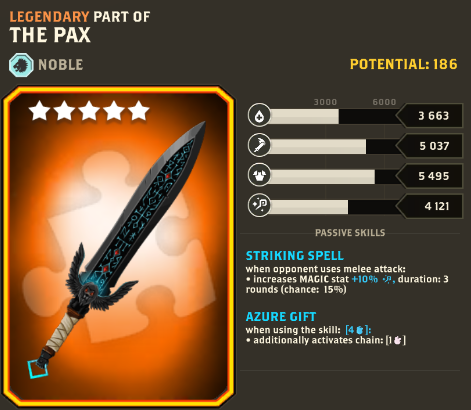 LEGENDARY PART OF
THE PAX
NOBLE
POTENTIAL: 186
3000 6000
3 663
5 037
5 495
4 121
PASSIVE SKILLS
STRIKING SPELL
when opponent uses melee attack:
• increases MAGIC stat +10% , duration: 3
rounds (chance: 15%)
AZURE GIFT
when using the skill: [4 ]:
• additionally activates chain: [1 ]